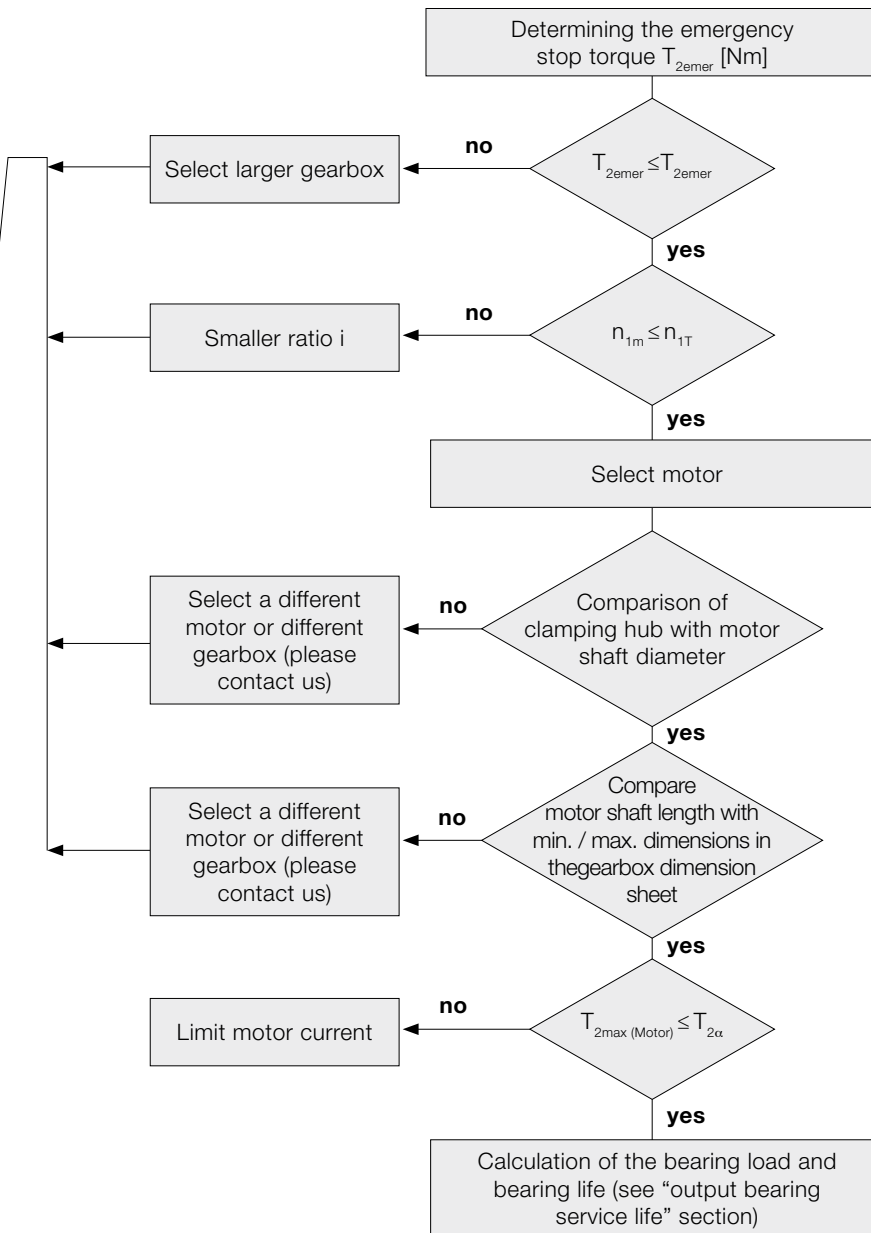 Determining the emergency
stop torque T2emer [Nm]
no
Select larger gearbox
T2emer ≤ T2emer
yes
no
Smaller ratio i
n1m ≤ n1T
yes
Select motor
Select a different
motor or different
gearbox (please
contact us)
no
Comparison of
clamping hub with motor
shaft diameter
yes
Select a different
motor or different
gearbox (please
contact us)
no
Compare
motor shaft length with
min. / max. dimensions in
thegearbox dimension
sheet
yes
Limit motor current
no
T2max (Motor) ≤ T2α
yes
Calculation of the bearing load and
bearing life (see “output bearing
service life” section)